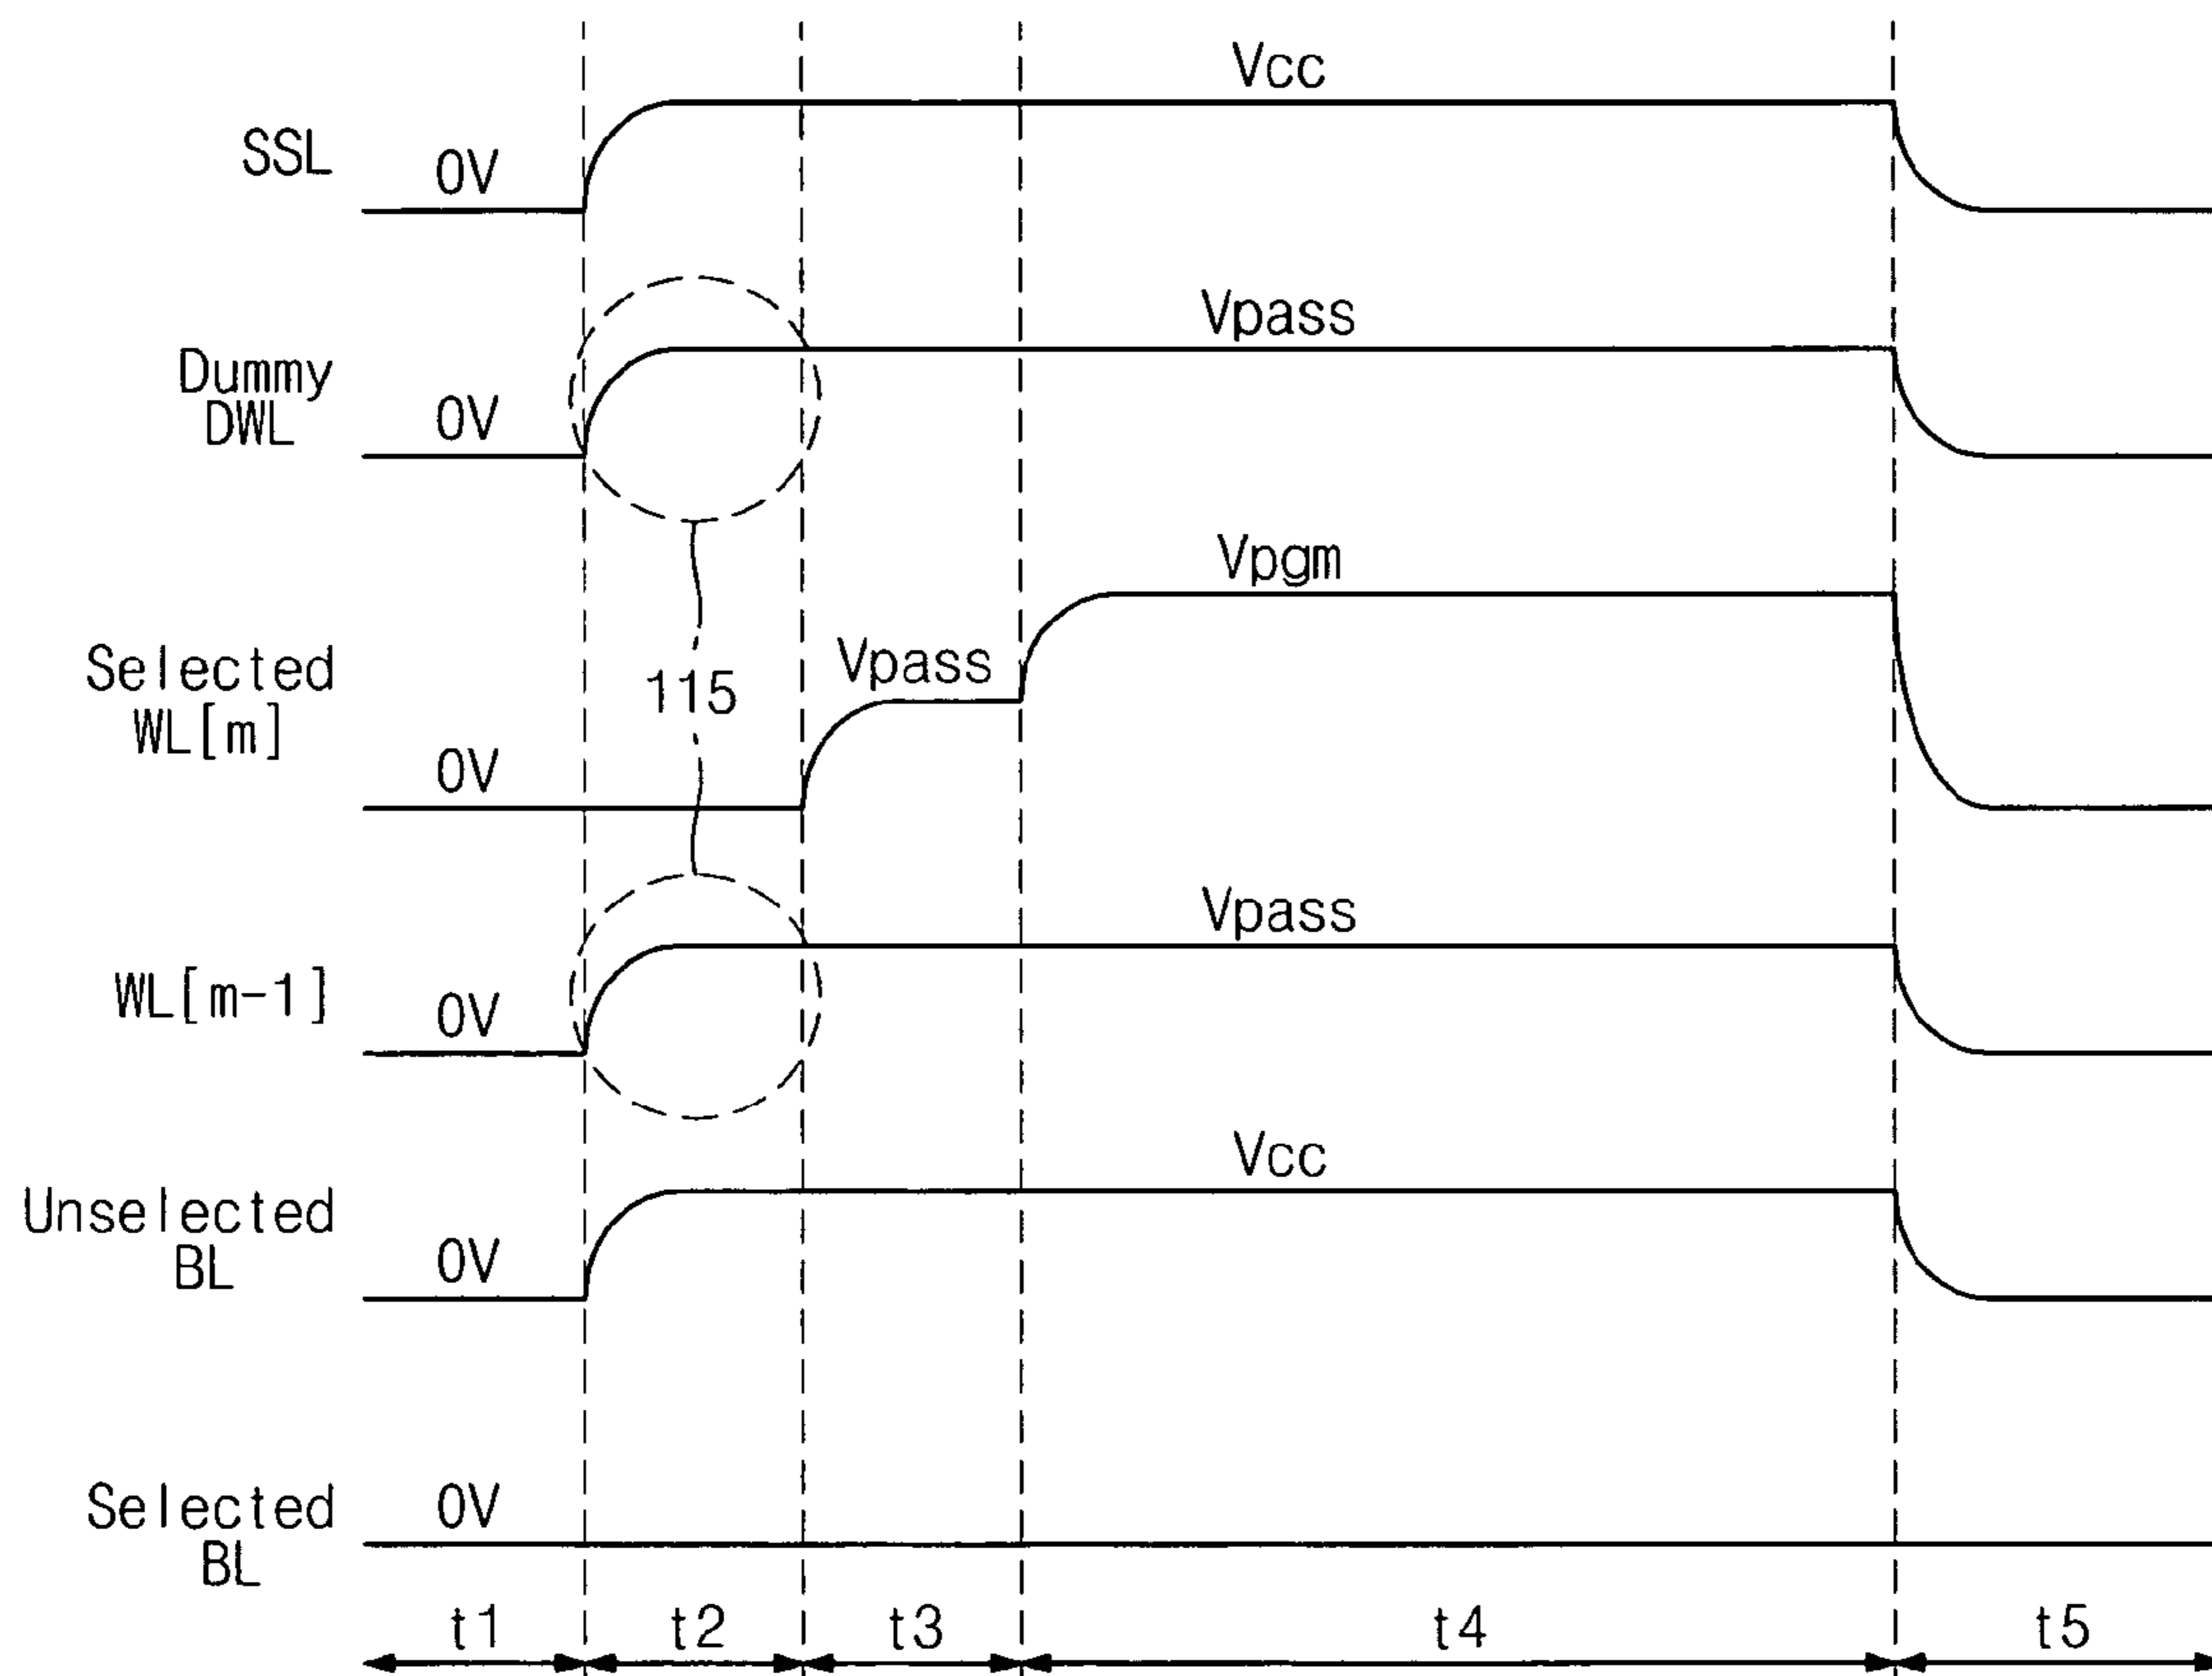 Vcc
SSL
0V
Vpass
Dummy
DWL
0V
Vpgm
Selected
WL[m]
Vpass
115
0V
Vpass
WL[m-1]
0V
Vcc
Unselected
BL
0V
Selected
BL
0V
t1 t2 t3 t4 t5